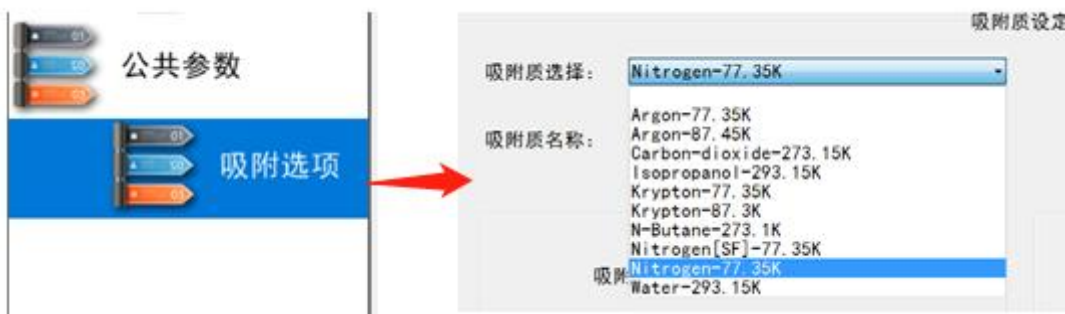 公共参数
吸附选项
吸附质设定
吸附质选择：
Nitrogen-77.35K
吸附质名称：
Argon-77.35K
Argon-87.45K
Carbon-dioxide-273.15K
Isopropanol-293.15K
Krypton-77.35K
Krypton-87.3K
N-Butane-273.1K
Nitrogen[SF]-77.35K
Nitrogen-77.35K
Water-293.15K
吸附